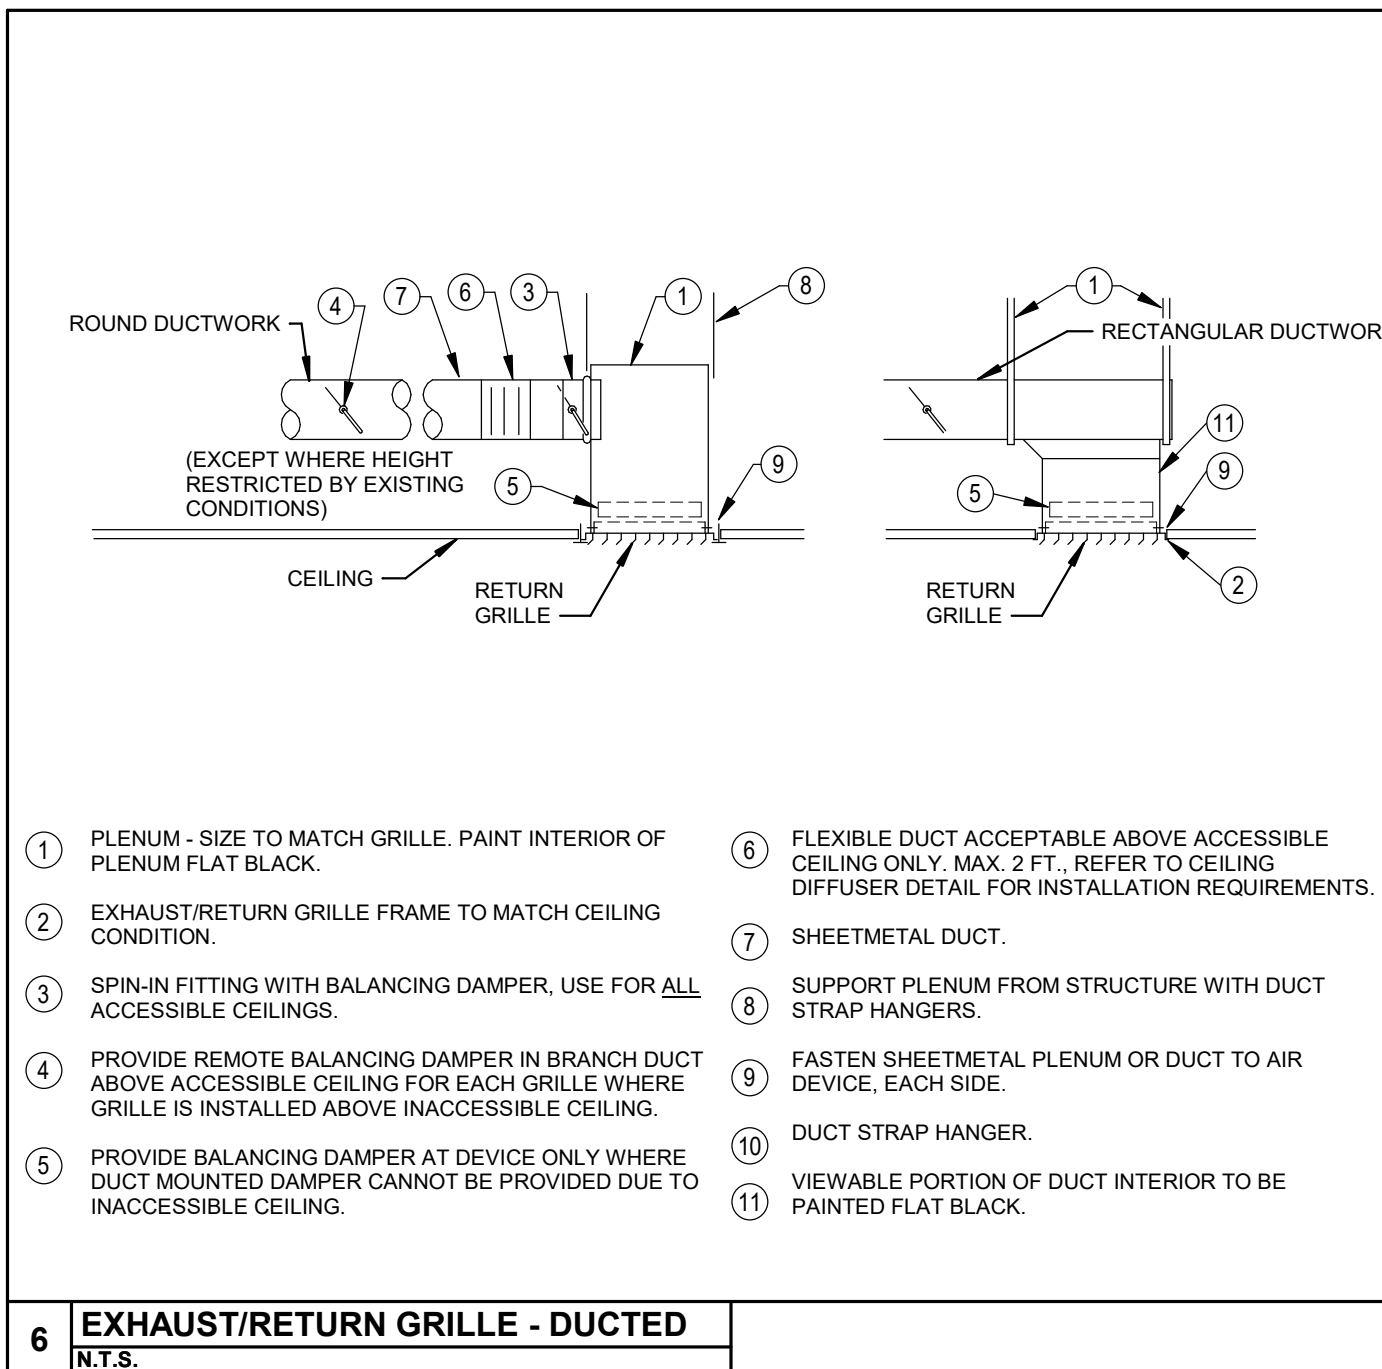 4
7
6
3
1
8
1
ROUND DUCTWORK
RECTANGULAR DUCTWOR
11
(EXCEPT WHERE HEIGHT
RESTRICTED BY EXISTING
CONDITIONS)
5
9
5
9
CEILING
RETURN
GRILLE
RETURN
GRILLE
2
1 PLENUM - SIZE TO MATCH GRILLE. PAINT INTERIOR OF
PLENUM FLAT BLACK.
2 EXHAUST/RETURN GRILLE FRAME TO MATCH CEILING
CONDITION.
3 SPIN-IN FITTING WITH BALANCING DAMPER, USE FOR ALL
ACCESSIBLE CEILINGS.
4 PROVIDE REMOTE BALANCING DAMPER IN BRANCH DUCT
ABOVE ACCESSIBLE CEILING FOR EACH GRILLE WHERE
GRILLE IS INSTALLED ABOVE INACCESSIBLE CEILING.
5 PROVIDE BALANCING DAMPER AT DEVICE ONLY WHERE
DUCT MOUNTED DAMPER CANNOT BE PROVIDED DUE TO
INACCESSIBLE CEILING.
6 FLEXIBLE DUCT ACCEPTABLE ABOVE ACCESSIBLE
CEILING ONLY. MAX. 2 FT., REFER TO CEILING
DIFFUSER DETAIL FOR INSTALLATION REQUIREMENTS.
7 SHEETMETAL DUCT.
8 SUPPORT PLENUM FROM STRUCTURE WITH DUCT
STRAP HANGERS.
9 FASTEN SHEETMETAL PLENUM OR DUCT TO AIR
DEVICE, EACH SIDE.
10 DUCT STRAP HANGER.
11 VIEWABLE PORTION OF DUCT INTERIOR TO BE
PAINTED FLAT BLACK.
6 EXHAUST/RETURN GRILLE - DUCTED
N.T.S.